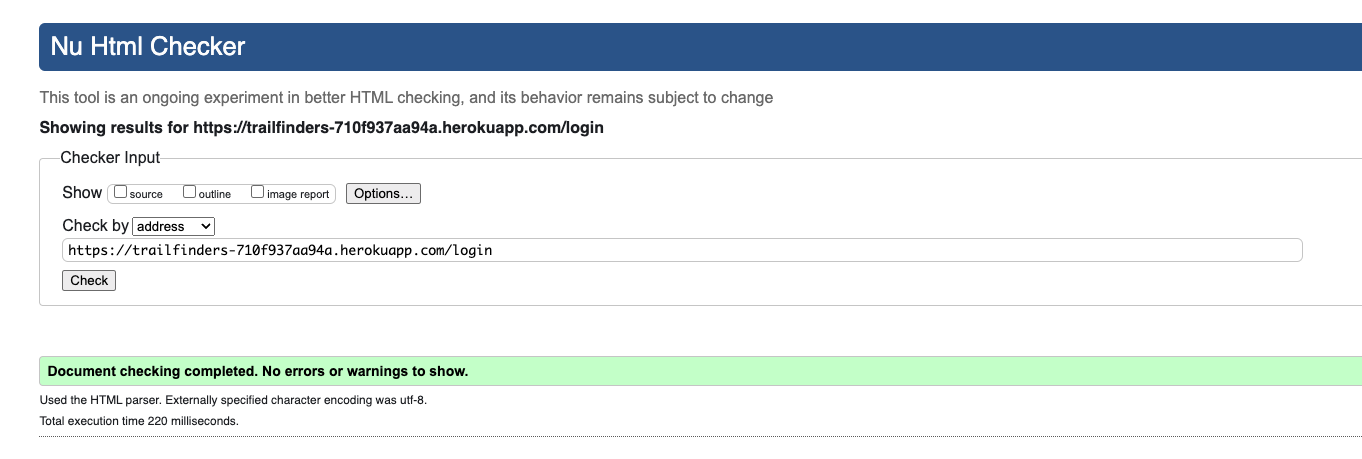 Nu Html Checker
This tool is an ongoing experiment in better HTML checking, and its behavior remains subject to change
Showing results for https://trailfinders-710f937aa94a.herokuapp.com/login
Checker Input
Show source outline image report Options...
Check by address
https://trailfinders-710f937aa94a.herokuapp.com/login
Check
Document checking completed. No errors or warnings to show.
Used the HTML parser. Externally specified character encoding was utf-8.
Total execution time 220 milliseconds.